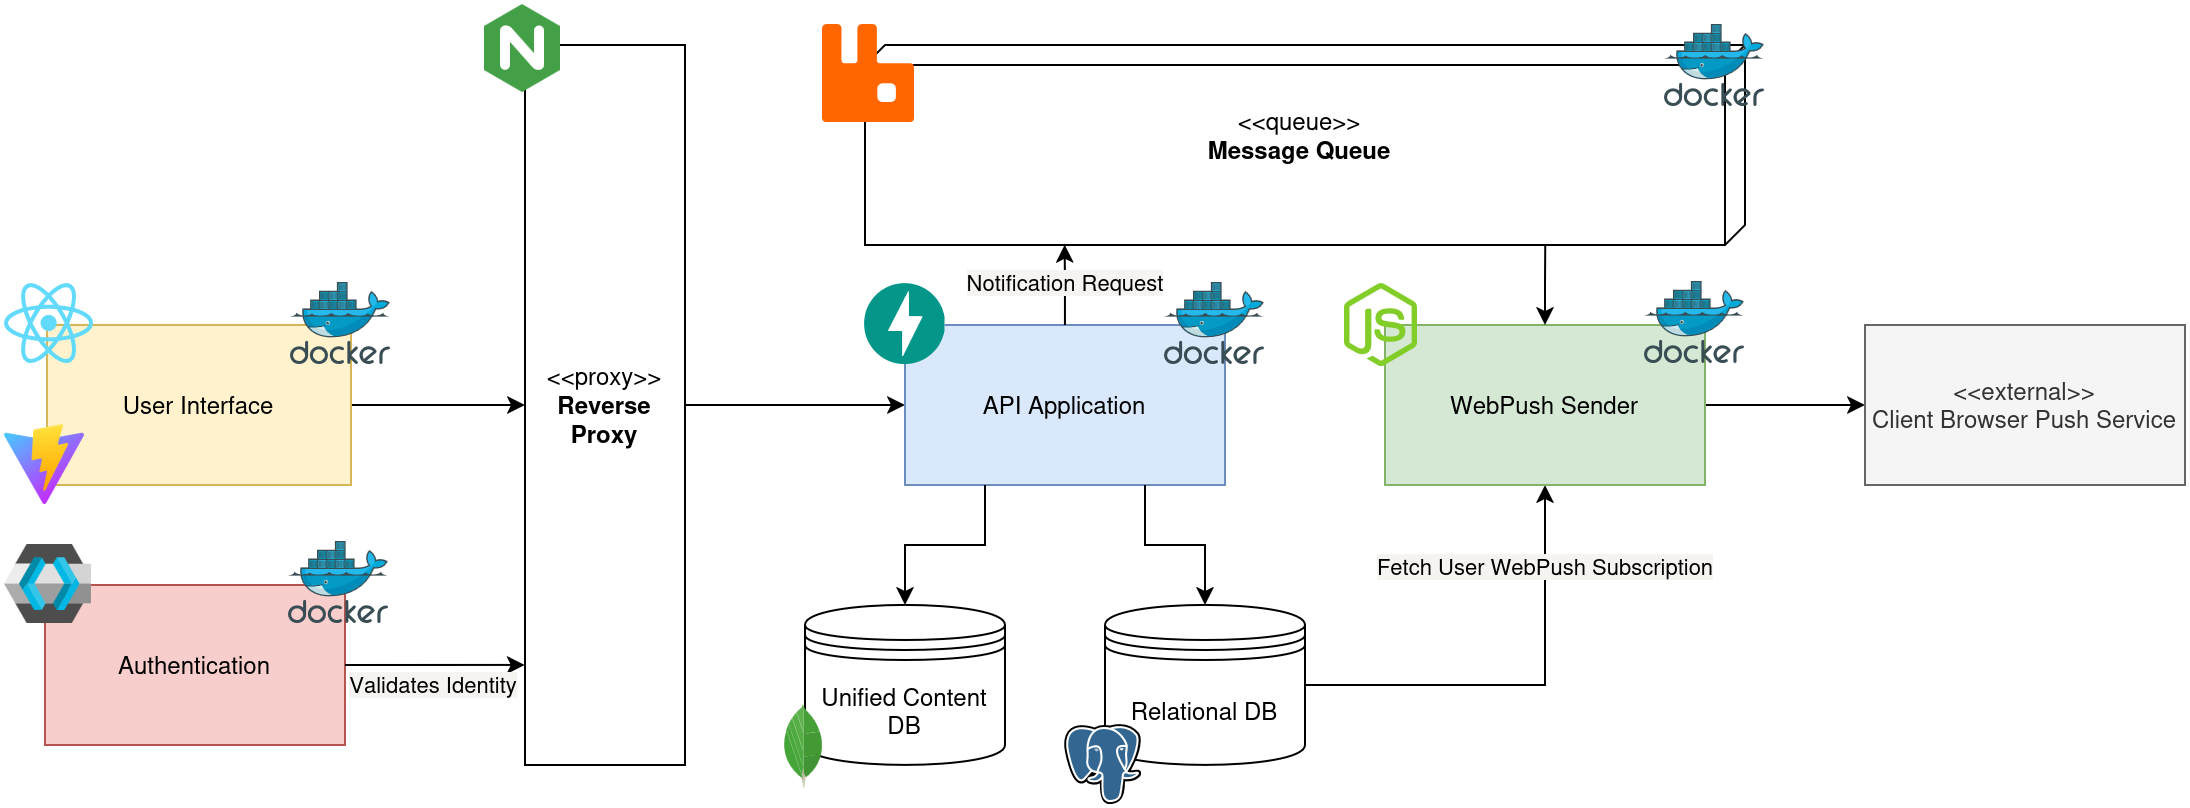 docker
<<queue>>
Message Queue
Notification Request
docker
docker
docker
User Interface
<<proxy>>
Reverse
Proxy
API Application
JS
WebPush Sender
<<external>>
Client Browser Push Service
docker
Authentication
Validates Identity
Fetch User WebPush Subscription
Unified Content
DB
Relational DB